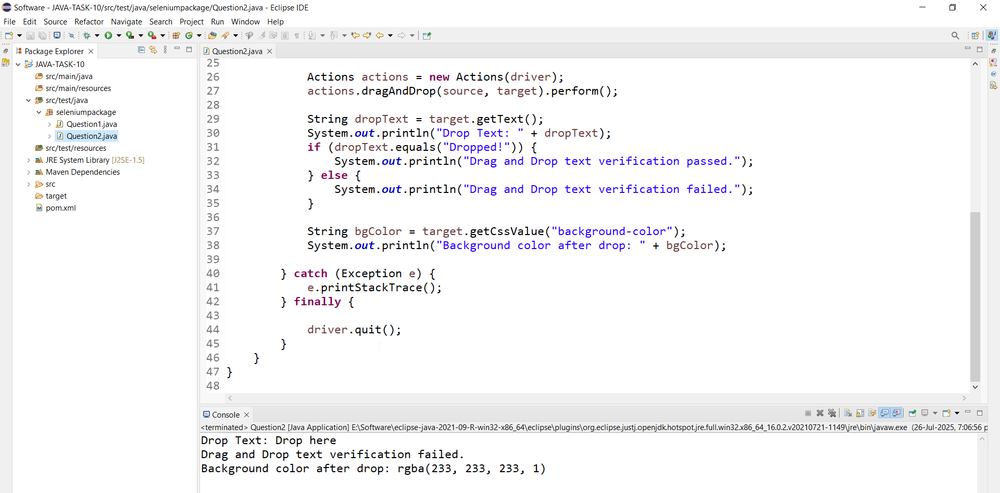 Software - JAVA-TASK-10/src/test/java/seleniumpackage/Question2.java - Eclipse IDE
File Edit Source Refactor Navigate Search Project Run Window Help
Package Explorer
JAVA-TASK-10
src/main/java
src/main/resources
src/test/java
seleniumpackage
Question1.java
Question2.java
src/test/resources
JRE System Library [J2SE-1.5]
Maven Dependencies
src
target
pom.xml
Question2.java
25
26 Actions actions = new Actions(driver);
27 actions.dragAndDrop(source, target).perform();
28
29 String dropText = target.getText();
30 System.out.println("Drop Text: " + dropText);
31 if (dropText.equals("Dropped!")) {
32 System.out.println("Drag and Drop text verification passed.");
33 } else {
34 System.out.println("Drag and Drop text verification failed.");
35 }
36
37 String bgColor = target.getCssValue("background-color");
38 System.out.println("Background color after drop: " + bgColor);
39
40 } catch (Exception e) {
41 e.printStackTrace();
42 } finally {
43
44 driver.quit();
45 }
46 }
47 }
48
Console
<terminated> Question2 [Java Application] E:\Software\eclipse-java-2021-09-R-win32-x86_64\eclipse\plugins\org.eclipse.justj.openjdk.hotspot.jre.full.win32.x86_64_16.0.2.v20210721-1149\jre\bin\javaw.exe (26-Jul-2025, 7:06:56 p
Drop Text: Drop here
Drag and Drop text verification failed.
Background color after drop: rgba(233, 233, 233, 1)